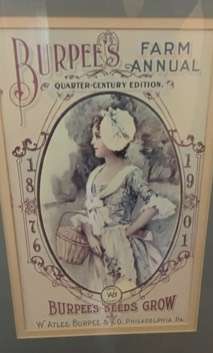 BURPEE'S
FARM
ANNUAL
QUARTER-CENTURY EDITION.
1876
1901
BURPEE'S SEEDS GROW
W. ATLEE BURPEE & CO. PHILADELPHIA, PA.